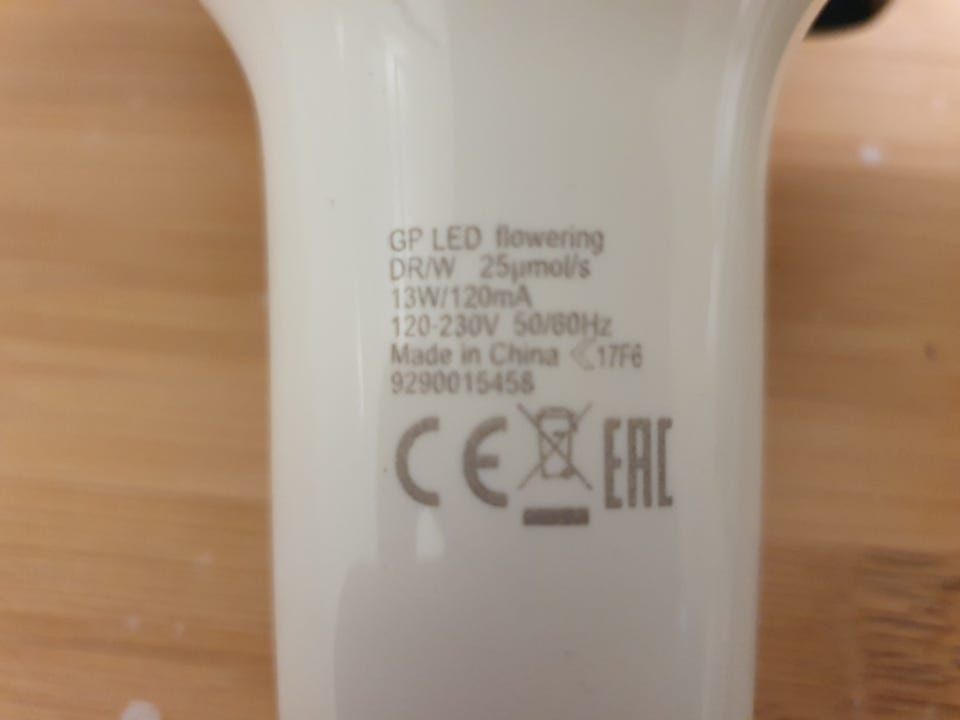 GP LED flowering
DR/W 25µmol/s
13W/120mA
120-230V 50/60Hz
Made in China 17F6
9290015458
CE EAC